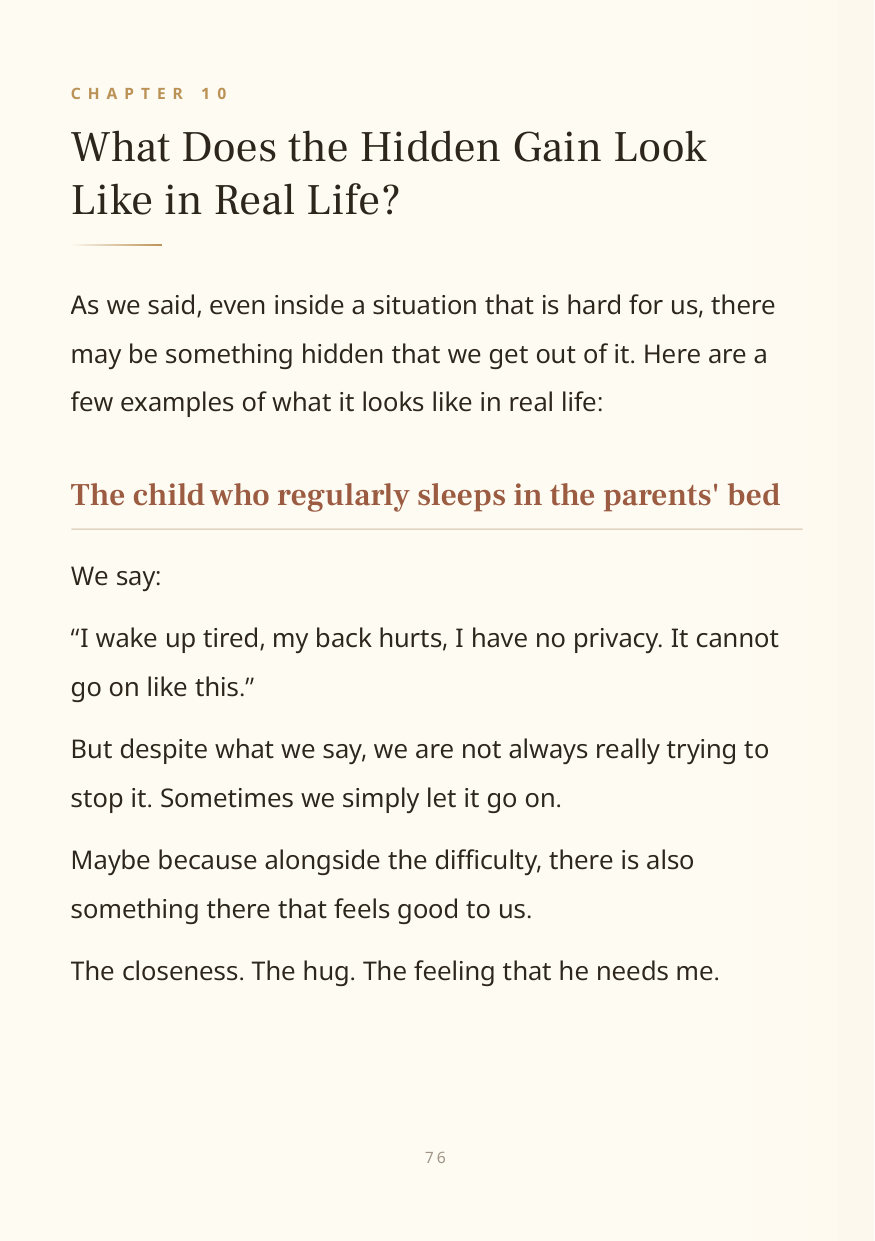 CHAPTER 10
What Does the Hidden Gain Look
Like in Real Life?
As we said, even inside a situation that is hard for us, there
may be something hidden that we get out of it. Here are a
few examples of what it looks like in real life:
The child who regularly sleeps in the parents' bed
We say:
“I wake up tired, my back hurts, I have no privacy. It cannot
go on like this.”
But despite what we say, we are not always really trying to
stop it. Sometimes we simply let it go on.
Maybe because alongside the difficulty, there is also
something there that feels good to us.
The closeness. The hug. The feeling that he needs me.
76